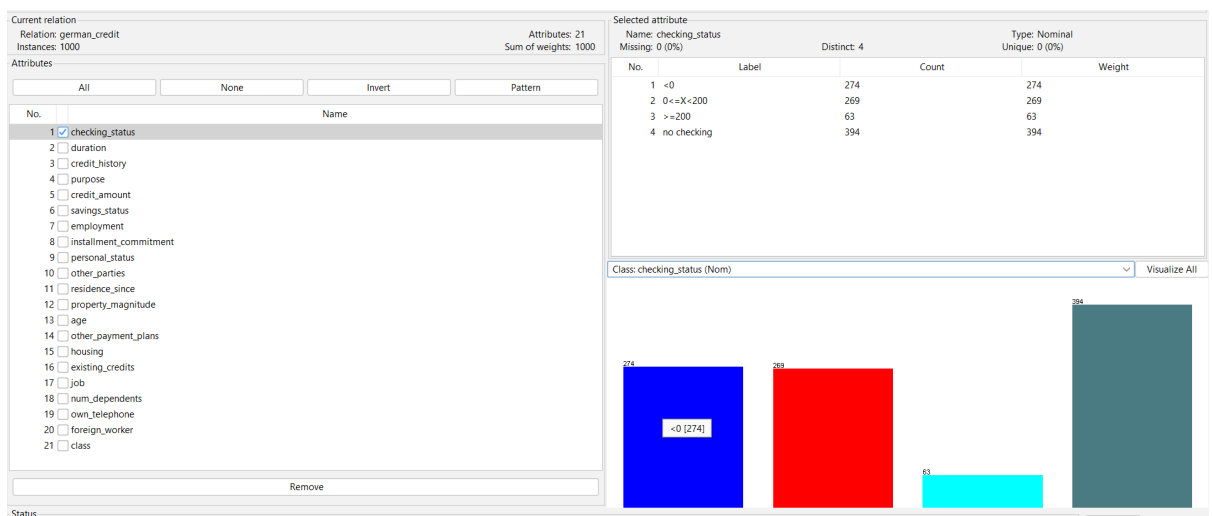 Current relation
Relation: german_credit
Attributes: 21
Instances: 1000
Sum of weights: 1000
Attributes
All
None
Invert
Pattern
No.
Name
1 checking_status
2 duration
3 credit_history
4 purpose
5 credit_amount
6 savings_status
7 employment
8 installment_commitment
9 personal_status
10 other_parties
11 residence_since
12 property_magnitude
13 age
14 other_payment_plans
15 housing
16 existing_credits
17 job
18 num_dependents
19 own_telephone
20 foreign_worker
21 class
Remove
Status
Selected attribute
Name: checking_status
Type: Nominal
Missing: 0 (0%)
Distinct: 4
Unique: 0 (0%)
No. Label Count Weight
1 <0 274 274
2 0<=X<200 269 269
3 >=200 63 63
4 no checking 394 394
Class: checking_status (Nom)
Visualize All
274
269
63
394
<0 [274]